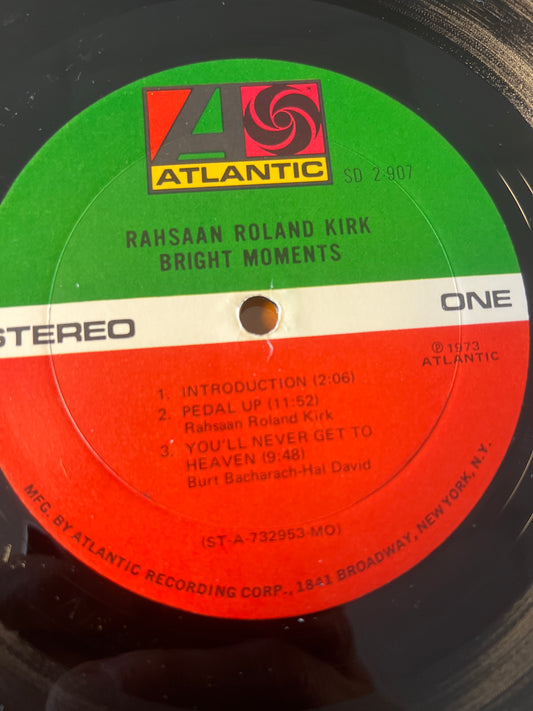 ATLANTIC
SD 2-907
RAHSAAN ROLAND KIRK
BRIGHT MOMENTS
STEREO
ONE
℗ 1973
ATLANTIC
1. INTRODUCTION (2:06)
2. PEDAL UP (11:52)
Rahsaan Roland Kirk
3. YOU'LL NEVER GET TO
HEAVEN (9:48)
Burt Bacharach-Hal David
(ST-A-732953-MO)
MFG. BY ATLANTIC RECORDING CORP., 1841 BROADWAY, NEW YORK, N.Y.